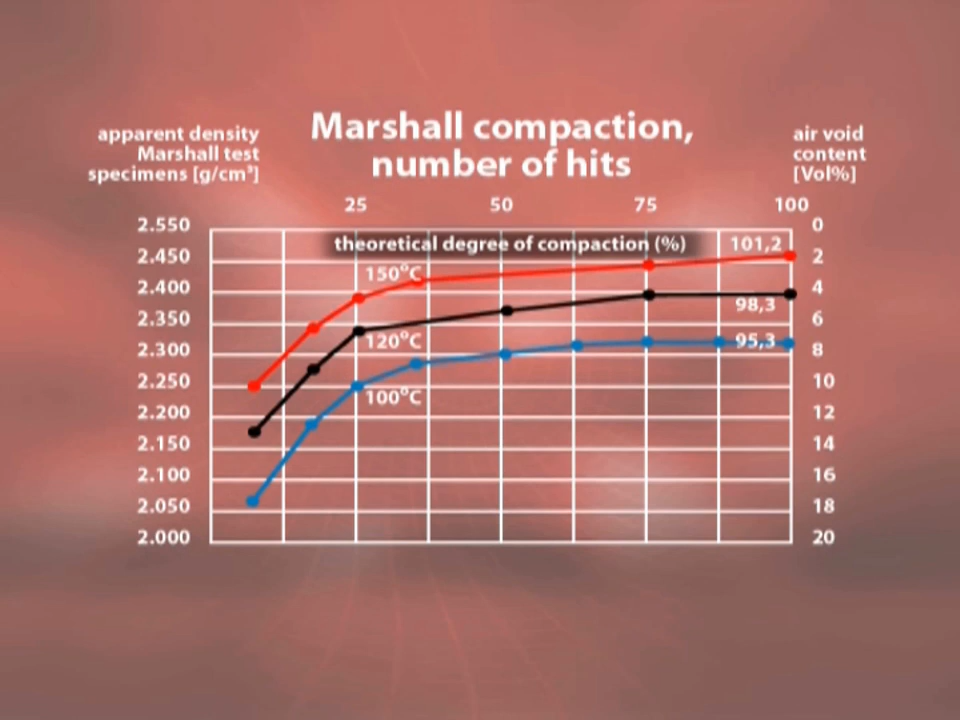 Marshall compaction,
number of hits
apparent density
Marshall test
specimens [g/cm³]
air void
content
[Vol%]
25 50 75 100
2.550 0
theoretical degree of compaction (%) 101,2
2.450 2
150°C
2.400 4
98,3
2.350 6
120°C 95,3
2.300 8
2.250 10
100°C
2.200 12
2.150 14
2.100 16
2.050 18
2.000 20